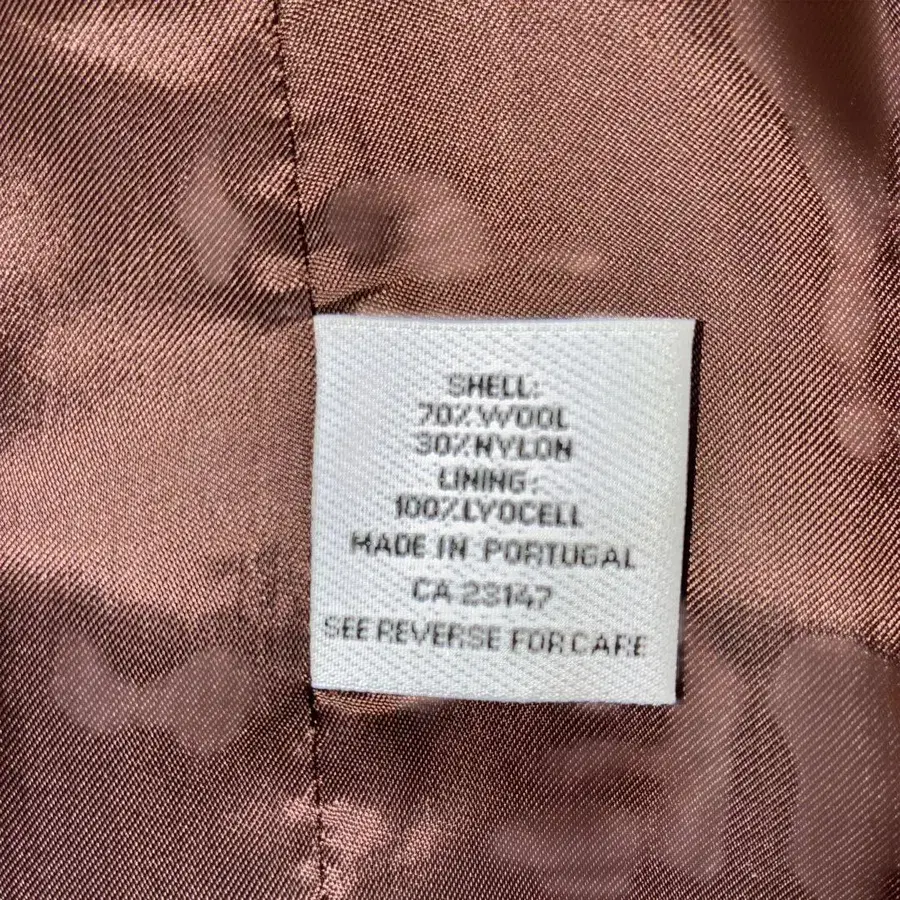 SHELL:
70% WOOL
30% NYLON
LINING:
100% LYOCELL
MADE IN PORTUGAL
CA 23147
SEE REVERSE FOR CARE